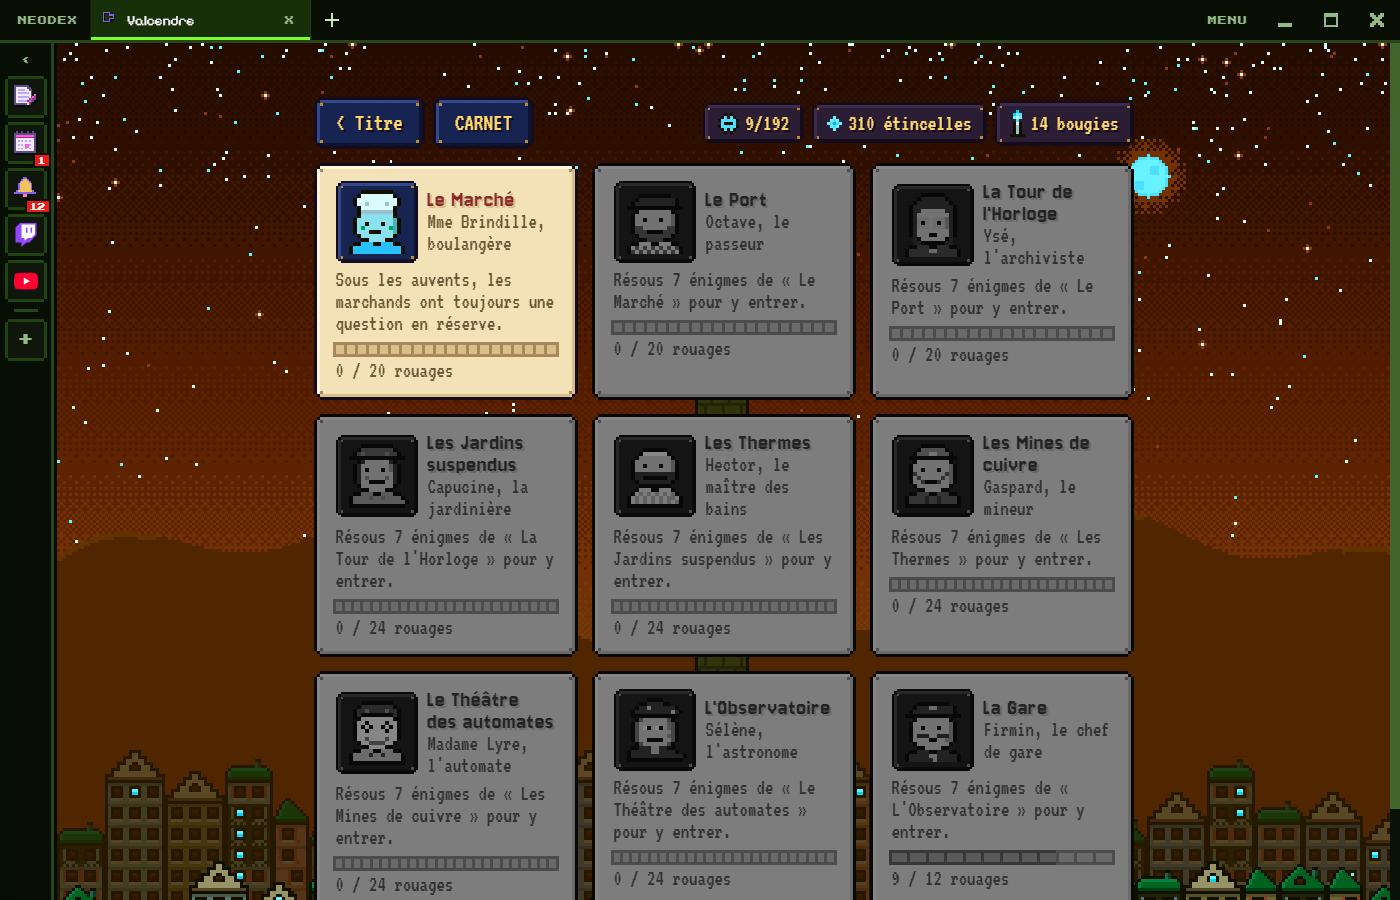 NEODEX
Valcendre
MENU
1
12
Titre
CARNET
9/192
310 étincelles
14 bougies
Le Marché
Mme Brindille,
boulangère
Sous les auvents, les
marchands ont toujours une
question en réserve.
0 / 20 rouages
Le Port
Octave, le
passeur
Résous 7 énigmes de « Le
Marché » pour y entrer.
0 / 20 rouages
La Tour de
l'Horloge
Ysé,
l'archiviste
Résous 7 énigmes de « Le
Port » pour y entrer.
0 / 20 rouages
Les Jardins
suspendus
Capucine, la
jardinière
Résous 7 énigmes de « La
Tour de l'Horloge » pour y
entrer.
0 / 24 rouages
Les Thermes
Hector, le
maître des
bains
Résous 7 énigmes de « Les
Jardins suspendus » pour y
entrer.
0 / 24 rouages
Les Mines de
cuivre
Gaspard, le
mineur
Résous 7 énigmes de « Les
Thermes » pour y entrer.
0 / 24 rouages
Le Théâtre
des automates
Madame Lyre,
l'automate
Résous 7 énigmes de « Les
Mines de cuivre » pour y
entrer.
0 / 24 rouages
L'Observatoire
Sélène,
l'astronome
Résous 7 énigmes de « Le
Théâtre des automates »
pour y entrer.
0 / 24 rouages
La Gare
Firmin, le chef
de gare
Résous 7 énigmes de «
L'Observatoire » pour y
entrer.
9 / 12 rouages